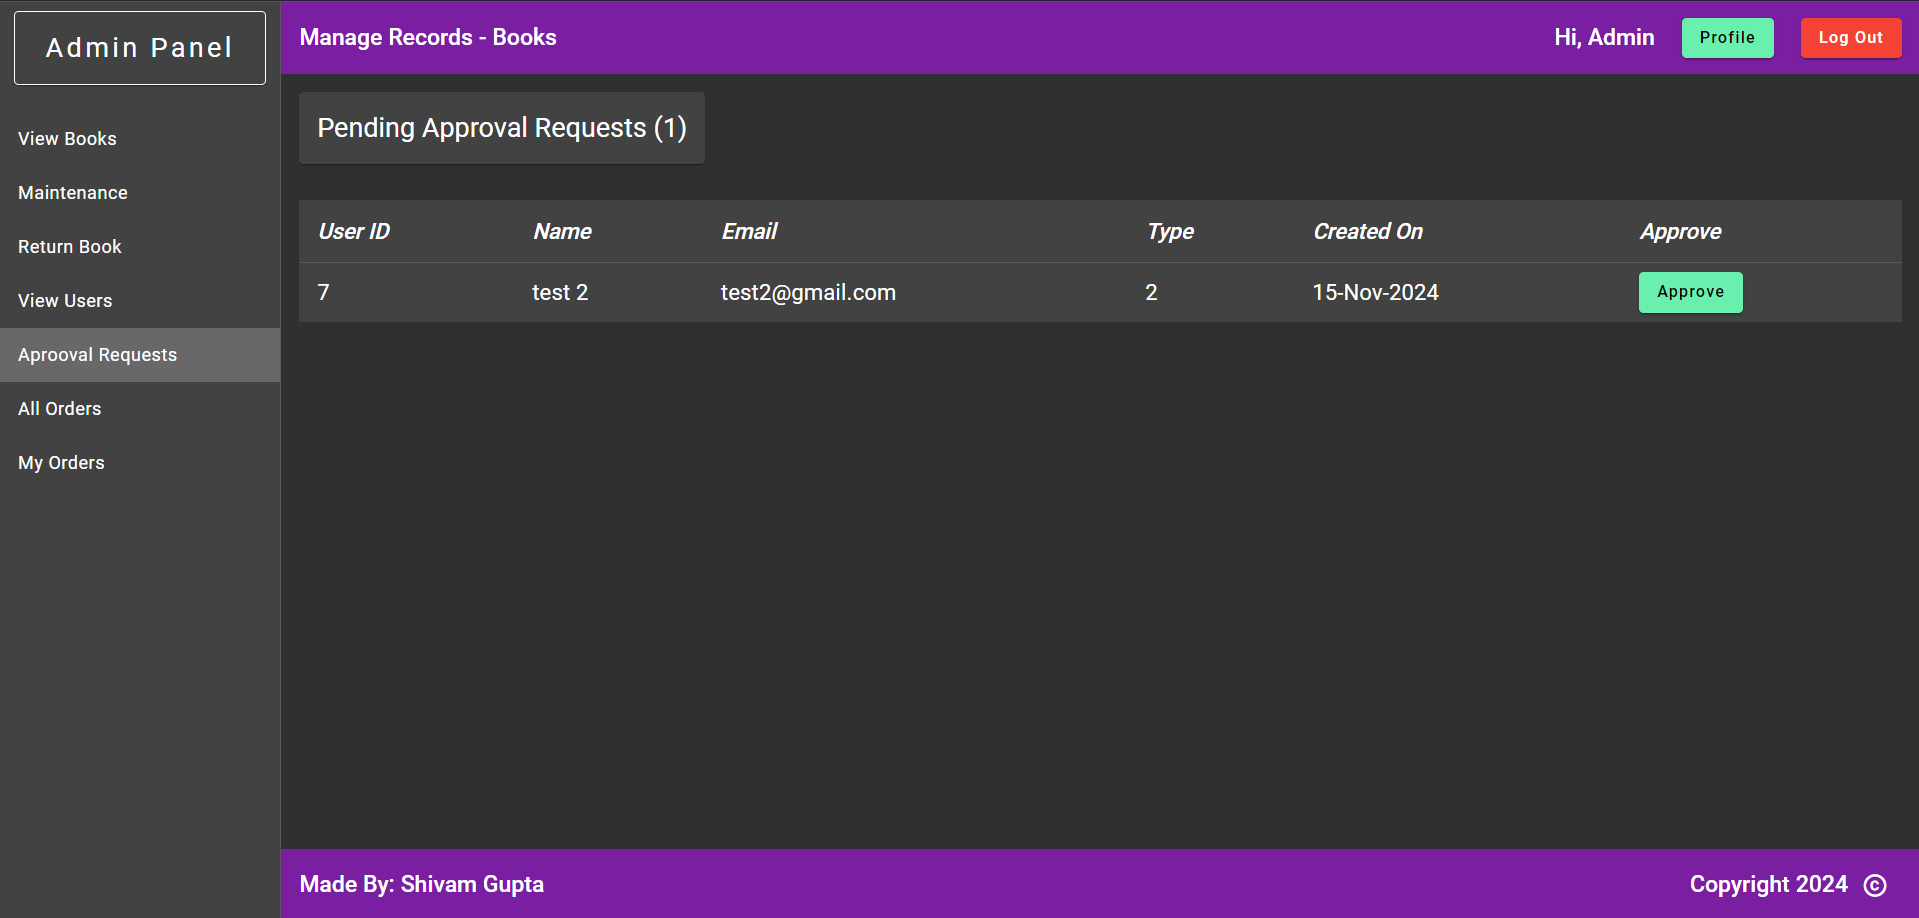 Admin Panel
View Books
Maintenance
Return Book
View Users
Aprooval Requests
All Orders
My Orders
Manage Records - Books
Hi, Admin
Profile
Log Out
Pending Approval Requests (1)
User ID Name Email Type Created On Approve
7 test 2 test2@gmail.com 2 15-Nov-2024 Approve
Made By: Shivam Gupta
Copyright 2024 ©